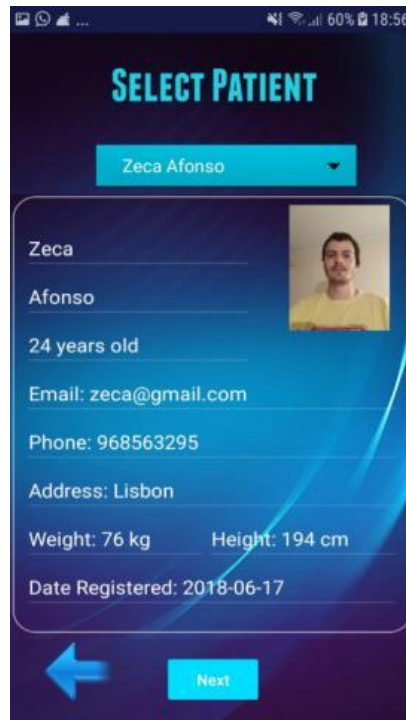 ... 60% 18:56
SELECT PATIENT
Zeca Afonso
Zeca
Afonso
24 years old
Email: zeca@gmail.com
Phone: 968563295
Address: Lisbon
Weight: 76 kg Height: 194 cm
Date Registered: 2018-06-17
Next